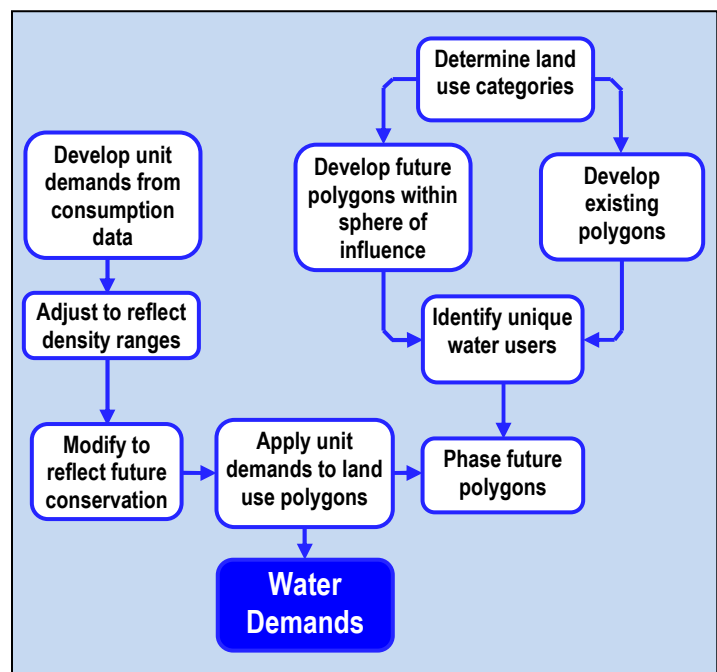 Determine land
use categories
Develop unit
demands from
consumption
data
Develop future
polygons within
sphere of
influence
Develop
existing
polygons
Adjust to reflect
density ranges
Identify unique
water users
Modify to
reflect future
conservation
Apply unit
demands to land
use polygons
Phase future
polygons
Water
Demands